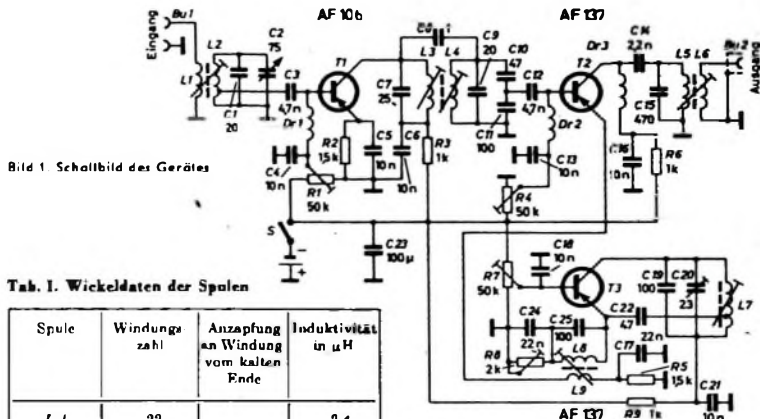 AF 106
AF 137
Bu1
Eingang
L1
L2
C2
75
C1
20
C3
4,7n
T1
Dr1
C4
10n
R1
50k
R2
1,5k
C5
10n
C6
10n
C7
25
L3
L4
R3
1k
C9
20
C10
47
C11
100
C12
4,7n
T2
Dr2
C13
10n
R4
50k
Dr3
C14
2,2n
C15
470
C16
10n
L5
L6
Bu2
Ausgang
R6
1k
Bild 1. Schaltbild des Gerätes
S
C23
100µ
R7
50k
C18
10n
T3
C19
100
C20
23
L7
C22
47
C24
22n
C25
100
R8
2k
L8
L9
C17
22n
R5
1,5k
R9 1k
C21
10n
AF 137
Tab. I. Wickeldaten der Spulen
Spule
Windungs
zahl
Anzapfung
an Windung
vom kalten
Ende
Induktivität
in µH